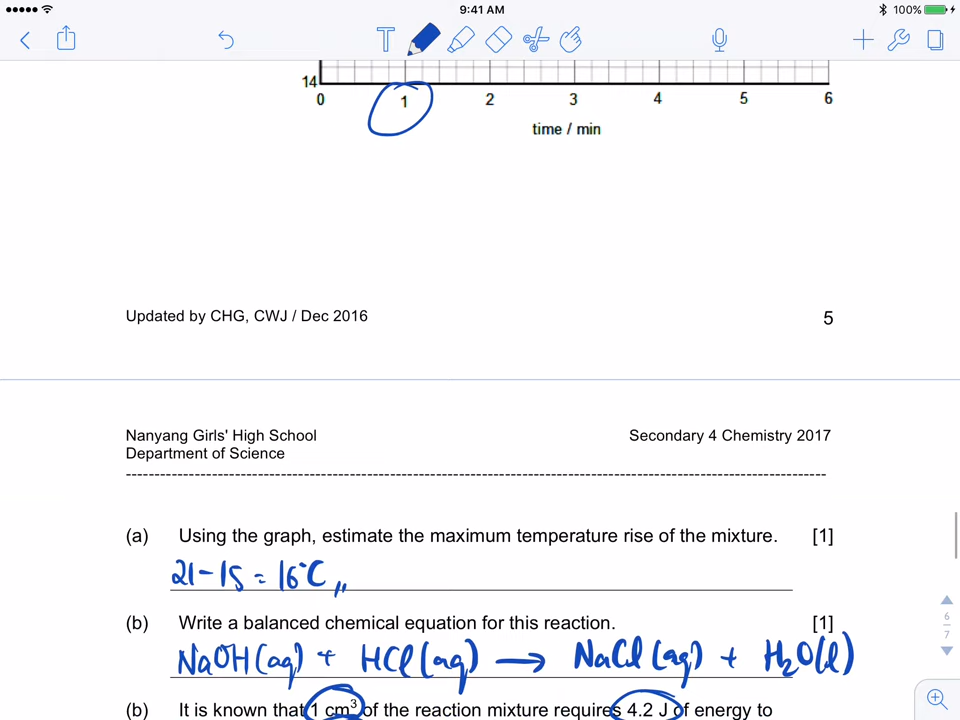 9:41 AM
100%
T
14
0 1 2 3 4 5 6
time / min
Updated by CHG, CWJ / Dec 2016
5
Nanyang Girls' High School
Secondary 4 Chemistry 2017
Department of Science
(a) Using the graph, estimate the maximum temperature rise of the mixture. [1]
21-15 = 16°C
(b) Write a balanced chemical equation for this reaction. [1]
NaOH(aq) + HCl(aq) → NaCl(aq) + H₂O(l)
6
7
(b) It is known that 1 cm³ of the reaction mixture requires 4.2 J of energy to